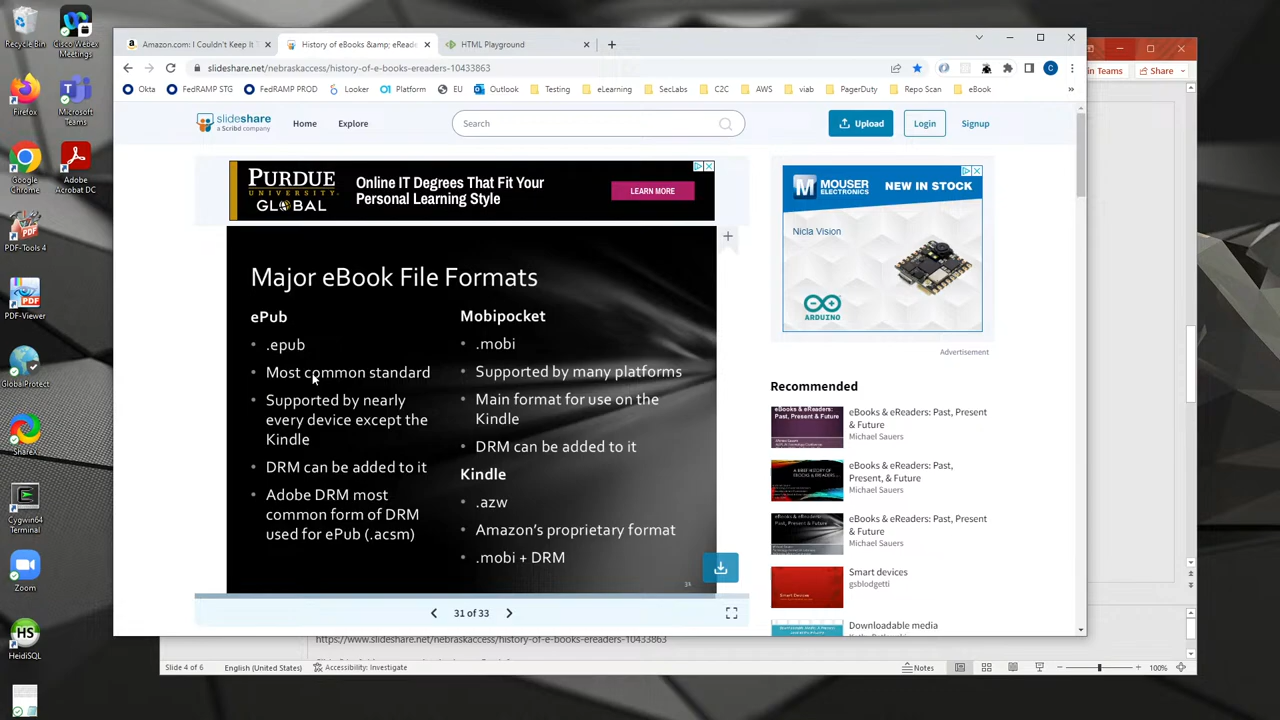 Recycle Bin
Cisco Webex Meetings
Firefox
Microsoft Teams
Google Chrome
Adobe Acrobat DC
PDF-Tools 4
PDF-Viewer
GlobalProtect
ShareX
Cygwin64 Terminal
Zoom
HeidiSQL
Amazon.com: I Couldn't Keep It T
History of eBooks &amp; eReade
HTML Playground
slideshare.net/nebraskaccess/history-of-e-books-ereaders-10433863
Okta
FedRAMP STG
FedRAMP PROD
Looker
Platform
EU
Outlook
Testing
eLearning
SecLabs
C2C
AWS
viab
PagerDuty
Repo Scan
eBook
slideshare
a Scribd company
Home
Explore
Search
Upload
Login
Signup
PURDUE
UNIVERSITY
GLOBAL
Online IT Degrees That Fit Your
Personal Learning Style
LEARN MORE
Major eBook File Formats
ePub
• .epub
• Most common standard
• Supported by nearly
every device except the
Kindle
• DRM can be added to it
• Adobe DRM most
common form of DRM
used for ePub (.acsm)
Mobipocket
• .mobi
• Supported by many platforms
• Main format for use on the
Kindle
• DRM can be added to it
Kindle
• .azw
• Amazon's proprietary format
• .mobi + DRM
31
31 of 33
MOUSER
ELECTRONICS
NEW IN STOCK
Nicla Vision
ARDUINO
Advertisement
Recommended
eBooks & eReaders: Past, Present
& Future
Michael Sauers
eBooks & eReaders: Past,
Present, & Future
Michael Sauers
eBooks & eReaders: Past, Present
& Future
Michael Sauers
Smart devices
gsblodgetti
Downloadable media
in Teams
Share
https://www.slideshare.net/nebraskaccess/history-of-e-books-ereaders-10433863
Slide 4 of 6
English (United States)
Accessibility: Investigate
Notes
100%